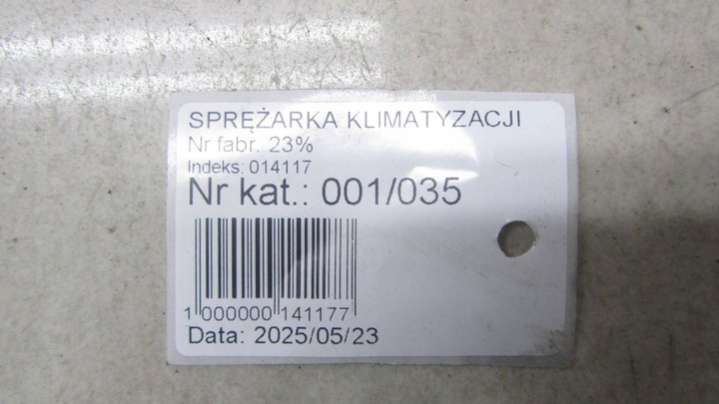 SPRĘŻARKA KLIMATYZACJI
Nr fabr. 23%
Indeks: 014117
Nr kat.: 001/035
1 000000 141177
Data: 2025/05/23